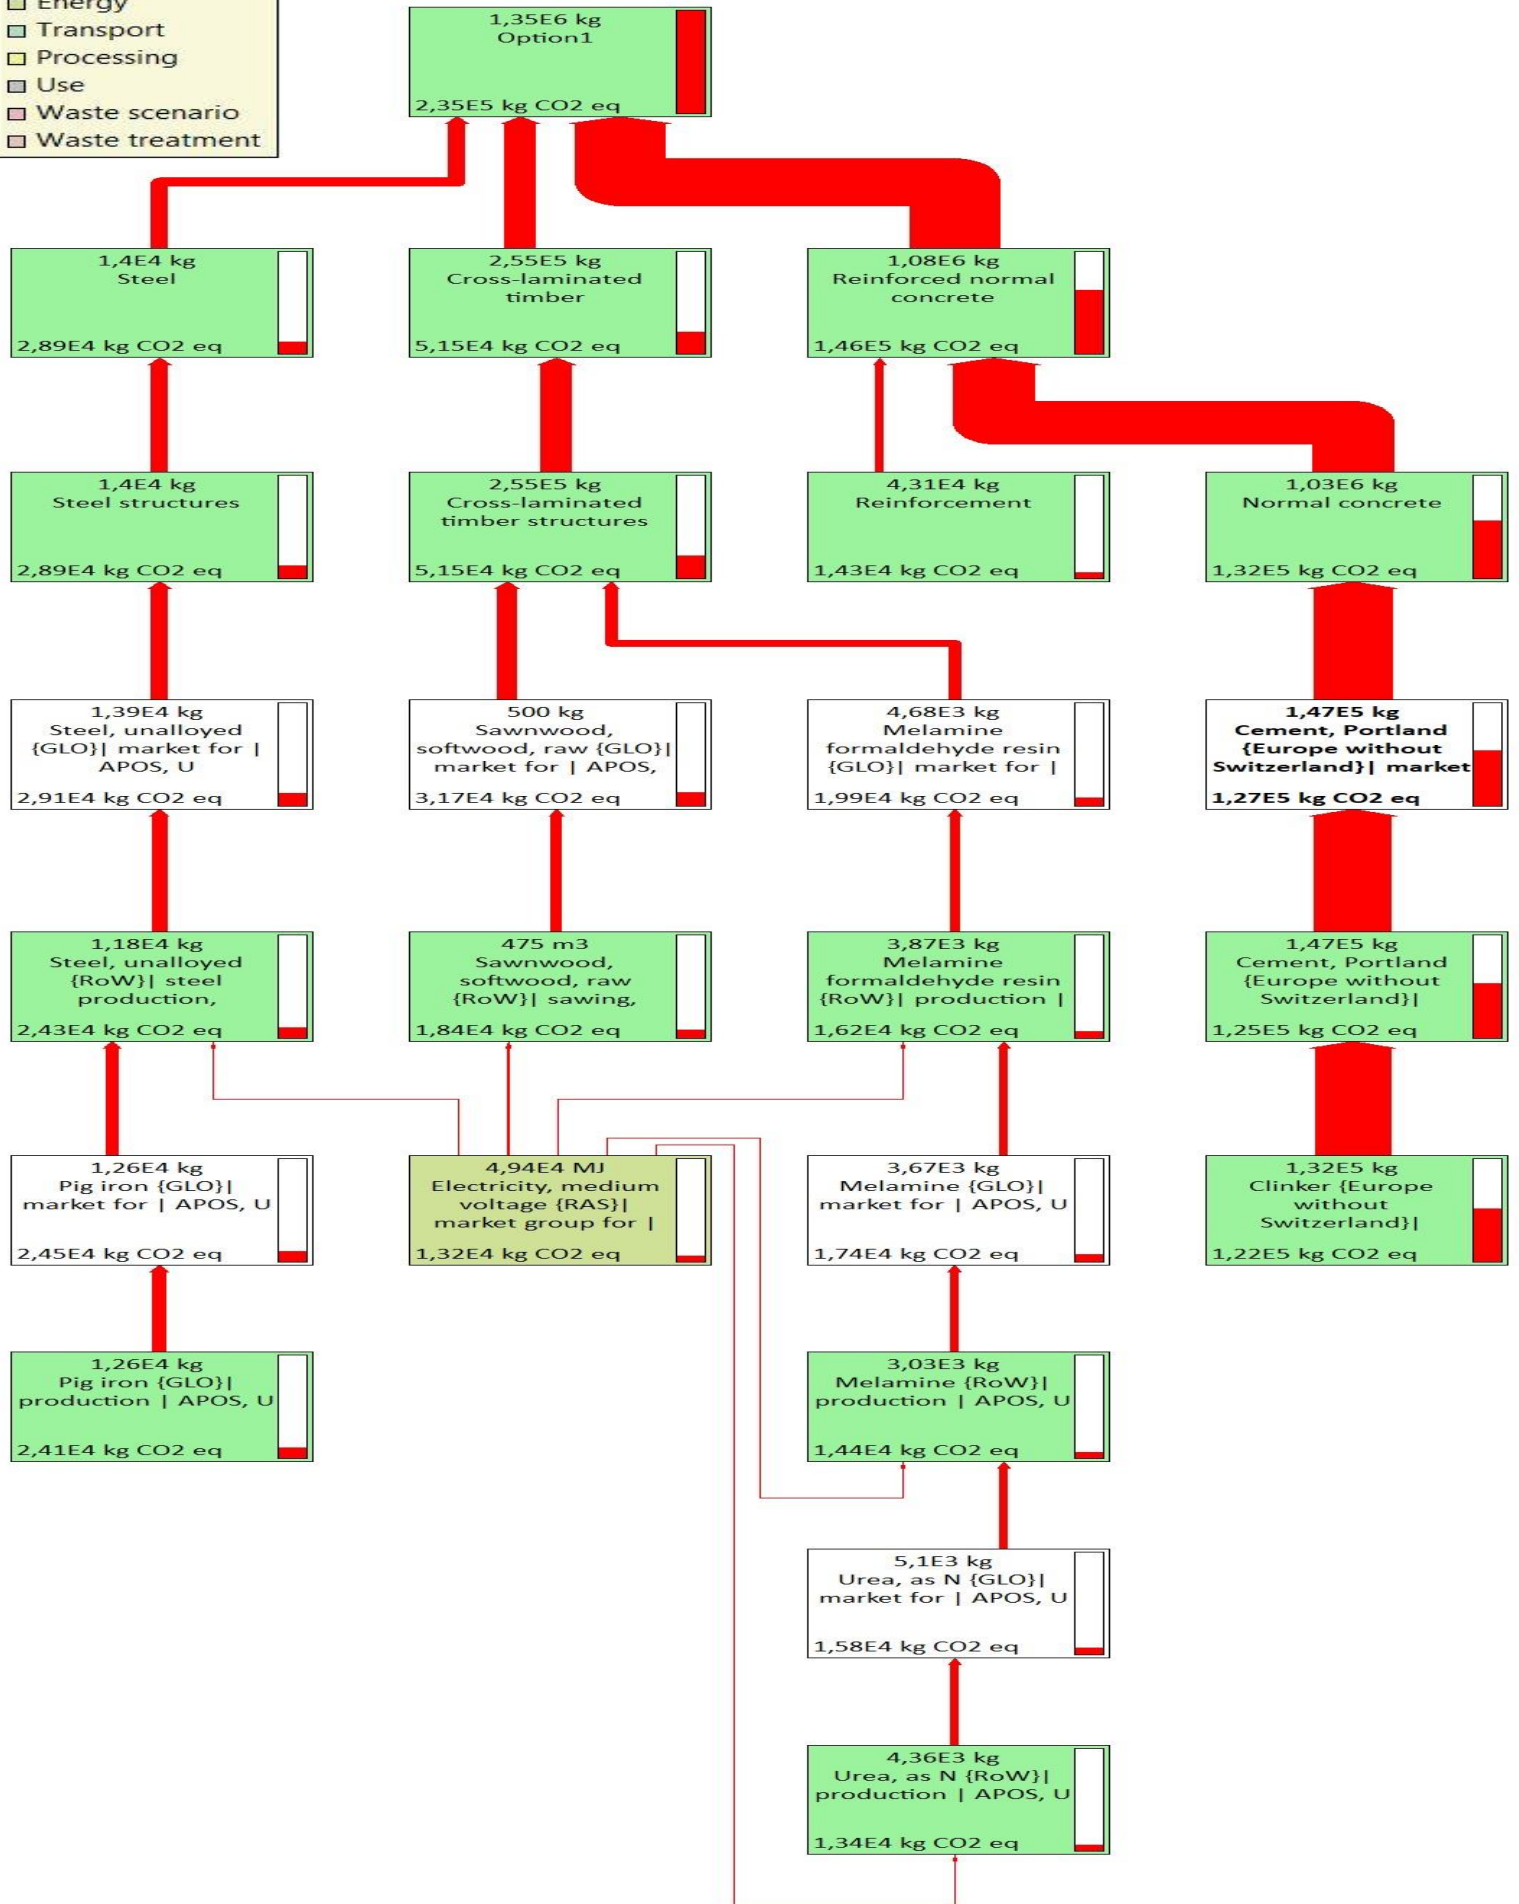 Energy
Transport
Processing
Use
Waste scenario
Waste treatment
1,35E6 kg
Option1
2,35E5 kg CO2 eq
1,4E4 kg
Steel
2,89E4 kg CO2 eq
2,55E5 kg
Cross-laminated
timber
5,15E4 kg CO2 eq
1,08E6 kg
Reinforced normal
concrete
1,46E5 kg CO2 eq
1,4E4 kg
Steel structures
2,89E4 kg CO2 eq
2,55E5 kg
Cross-laminated
timber structures
5,15E4 kg CO2 eq
4,31E4 kg
Reinforcement
1,43E4 kg CO2 eq
1,03E6 kg
Normal concrete
1,32E5 kg CO2 eq
1,39E4 kg
Steel, unalloyed
{GLO}| market for |
APOS, U
2,91E4 kg CO2 eq
500 kg
Sawnwood,
softwood, raw {GLO}|
market for | APOS,
3,17E4 kg CO2 eq
4,68E3 kg
Melamine
formaldehyde resin
{GLO}| market for |
1,99E4 kg CO2 eq
1,47E5 kg
Cement, Portland
{Europe without
Switzerland}| market
1,27E5 kg CO2 eq
1,18E4 kg
Steel, unalloyed
{RoW}| steel
production,
2,43E4 kg CO2 eq
475 m3
Sawnwood,
softwood, raw
{RoW}| sawing,
1,84E4 kg CO2 eq
3,87E3 kg
Melamine
formaldehyde resin
{RoW}| production |
1,62E4 kg CO2 eq
1,47E5 kg
Cement, Portland
{Europe without
Switzerland}|
1,25E5 kg CO2 eq
1,26E4 kg
Pig iron {GLO}|
market for | APOS, U
2,45E4 kg CO2 eq
4,94E4 MJ
Electricity, medium
voltage {RAS}|
market group for |
1,32E4 kg CO2 eq
3,67E3 kg
Melamine {GLO}|
market for | APOS, U
1,74E4 kg CO2 eq
1,32E5 kg
Clinker {Europe
without
Switzerland}|
1,22E5 kg CO2 eq
1,26E4 kg
Pig iron {GLO}|
production | APOS, U
2,41E4 kg CO2 eq
3,03E3 kg
Melamine {RoW}|
production | APOS, U
1,44E4 kg CO2 eq
5,1E3 kg
Urea, as N {GLO}|
market for | APOS, U
1,58E4 kg CO2 eq
4,36E3 kg
Urea, as N {RoW}|
production | APOS, U
1,34E4 kg CO2 eq